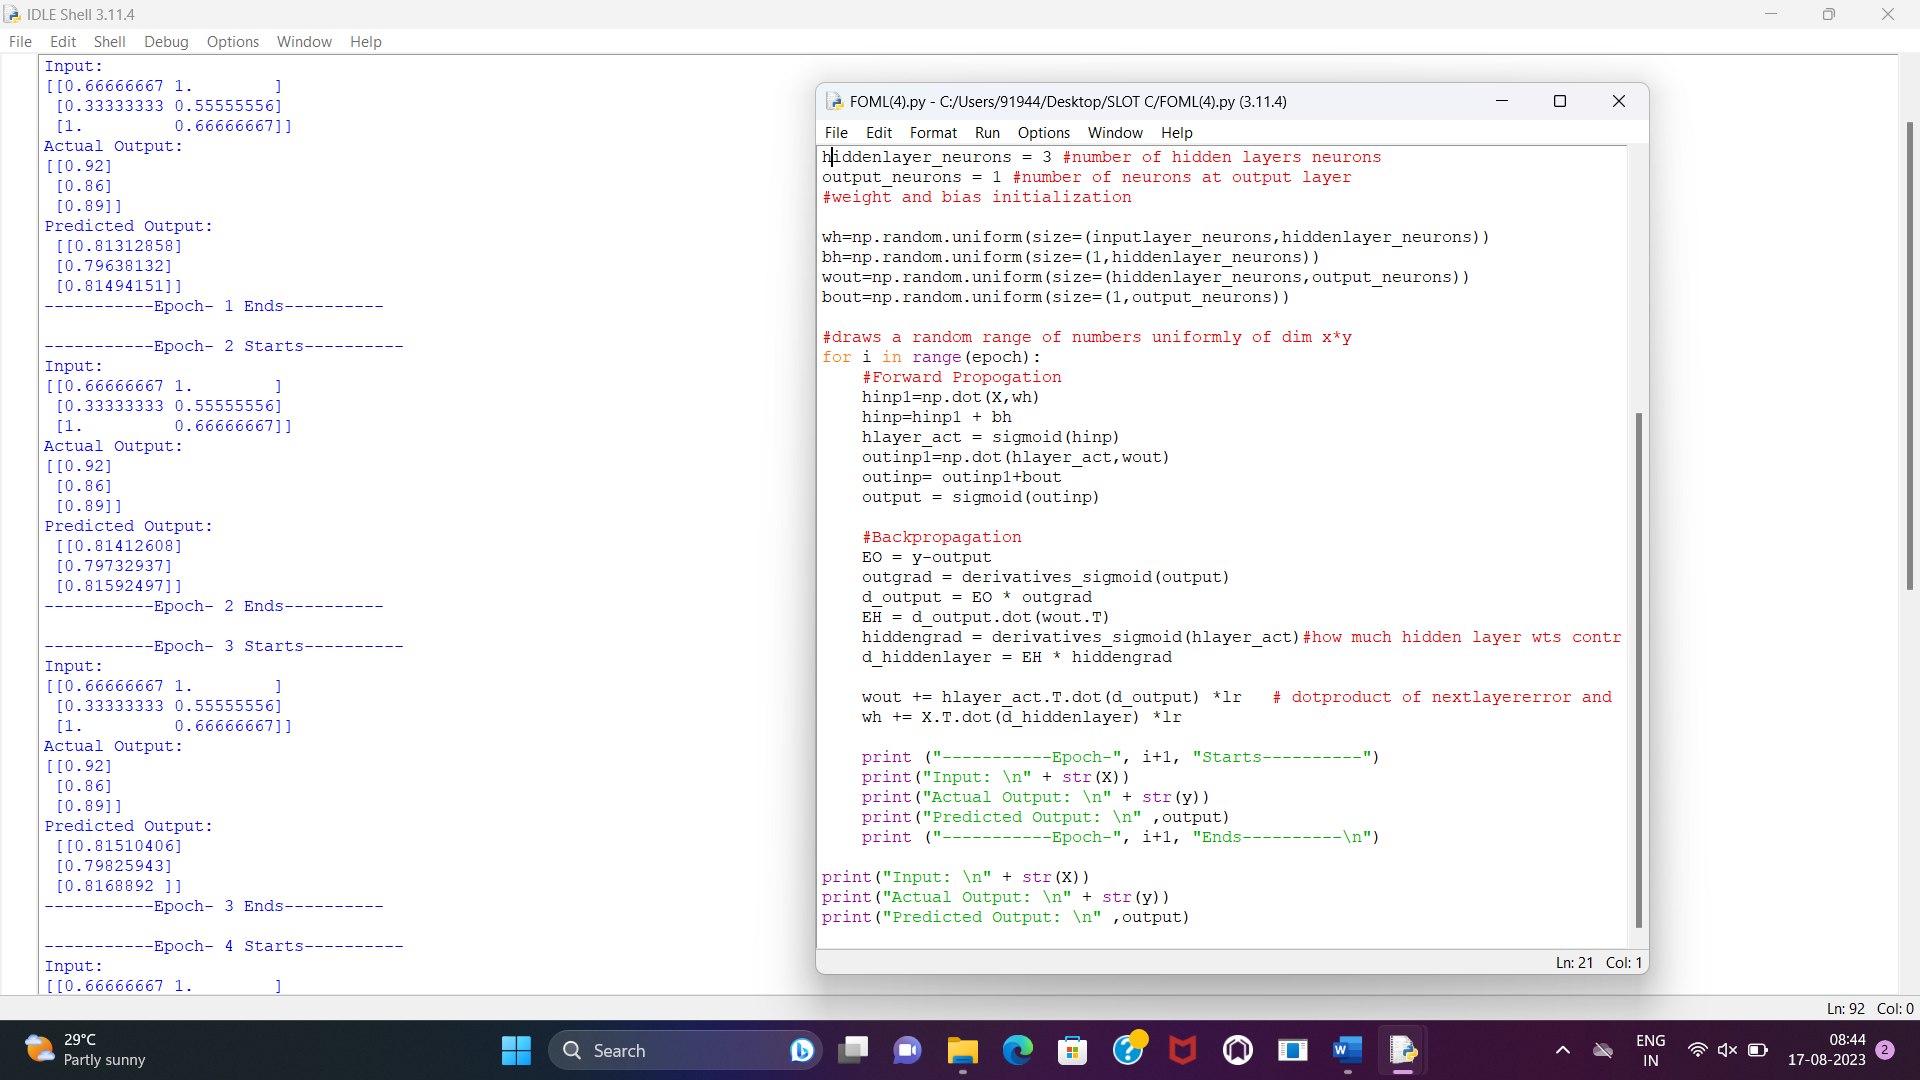 IDLE Shell 3.11.4
File Edit Shell Debug Options Window Help
Input:
[[0.66666667 1.        ]
 [0.33333333 0.55555556]
 [1.         0.66666667]]
Actual Output:
[[0.92]
 [0.86]
 [0.89]]
Predicted Output:
 [[0.81312858]
 [0.79638132]
 [0.81494151]]
-----------Epoch- 1 Ends----------
-----------Epoch- 2 Starts----------
Input:
[[0.66666667 1.        ]
 [0.33333333 0.55555556]
 [1.         0.66666667]]
Actual Output:
[[0.92]
 [0.86]
 [0.89]]
Predicted Output:
 [[0.81412608]
 [0.79732937]
 [0.81592497]]
-----------Epoch- 2 Ends----------
-----------Epoch- 3 Starts----------
Input:
[[0.66666667 1.        ]
 [0.33333333 0.55555556]
 [1.         0.66666667]]
Actual Output:
[[0.92]
 [0.86]
 [0.89]]
Predicted Output:
 [[0.81510406]
 [0.79825943]
 [0.8168892 ]]
-----------Epoch- 3 Ends----------
-----------Epoch- 4 Starts----------
Input:
[[0.66666667 1.        ]
FOML(4).py - C:/Users/91944/Desktop/SLOT C/FOML(4).py (3.11.4)
File Edit Format Run Options Window Help
hiddenlayer_neurons = 3 #number of hidden layers neurons
output_neurons = 1 #number of neurons at output layer
#weight and bias initialization
wh=np.random.uniform(size=(inputlayer_neurons,hiddenlayer_neurons))
bh=np.random.uniform(size=(1,hiddenlayer_neurons))
wout=np.random.uniform(size=(hiddenlayer_neurons,output_neurons))
bout=np.random.uniform(size=(1,output_neurons))
#draws a random range of numbers uniformly of dim x*y
for i in range(epoch):
    #Forward Propogation
    hinp1=np.dot(X,wh)
    hinp=hinp1 + bh
    hlayer_act = sigmoid(hinp)
    outinp1=np.dot(hlayer_act,wout)
    outinp= outinp1+bout
    output = sigmoid(outinp)
    #Backpropagation
    EO = y-output
    outgrad = derivatives_sigmoid(output)
    d_output = EO * outgrad
    EH = d_output.dot(wout.T)
    hiddengrad = derivatives_sigmoid(hlayer_act)#how much hidden layer wts contr
    d_hiddenlayer = EH * hiddengrad
    wout += hlayer_act.T.dot(d_output) *lr   # dotproduct of nextlayererror and
    wh += X.T.dot(d_hiddenlayer) *lr
    print ("-----------Epoch-", i+1, "Starts----------")
    print("Input: \n" + str(X))
    print("Actual Output: \n" + str(y))
    print("Predicted Output: \n" ,output)
    print ("-----------Epoch-", i+1, "Ends----------\n")
print("Input: \n" + str(X))
print("Actual Output: \n" + str(y))
print("Predicted Output: \n" ,output)
Ln: 21 Col: 1
Ln: 92 Col: 0
29°C
Partly sunny
Search
ENG
IN
08:44
17-08-2023
2